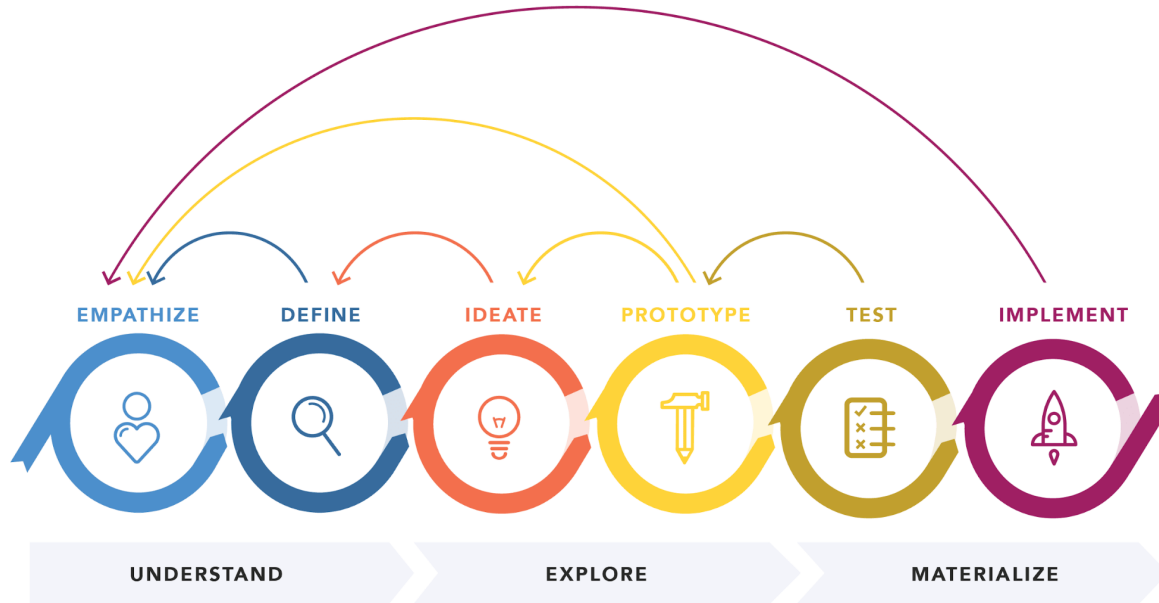 EMPATHIZE
DEFINE
IDEATE
PROTOTYPE
TEST
IMPLEMENT
UNDERSTAND
EXPLORE
MATERIALIZE